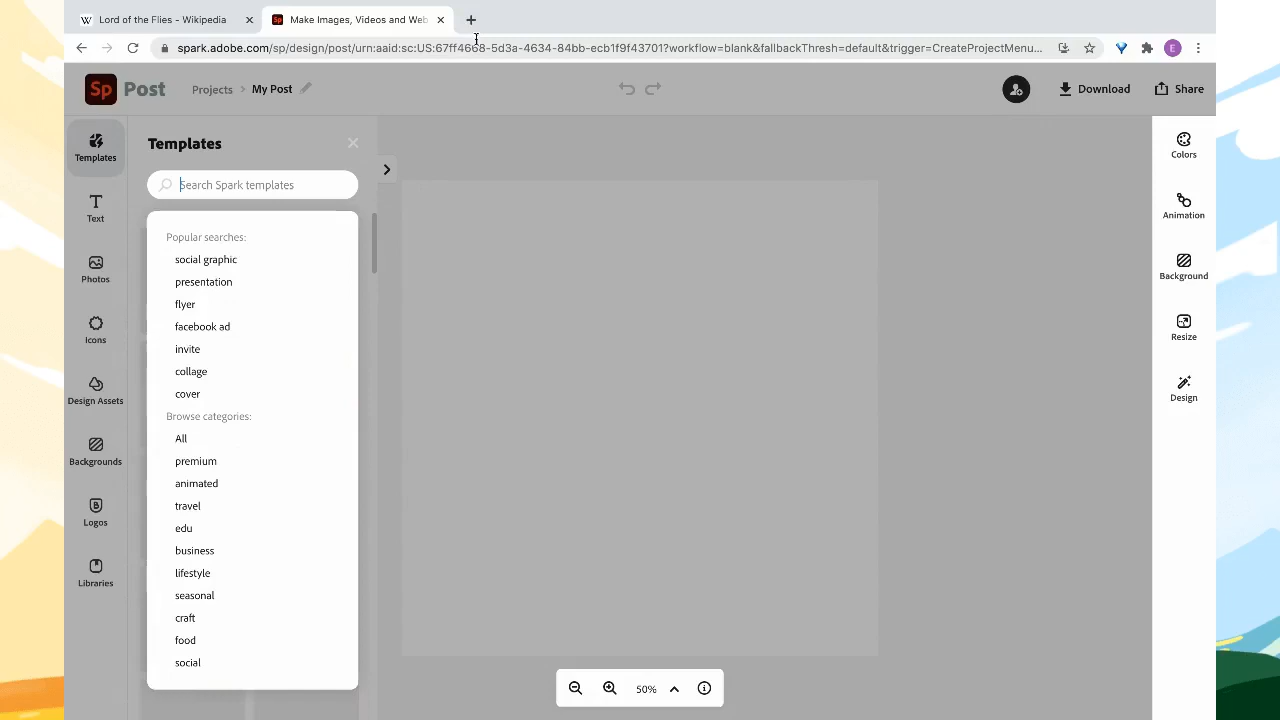 Lord of the Flies - Wikipedia
Make Images, Videos and Web
spark.adobe.com/sp/design/post/urn:aaid:sc:US:67ff4668-5d3a-4634-84bb-ecb1f9f43701?workflow=blank&fallbackThresh=default&trigger=CreateProjectMenu...
E
Sp Post
Projects > My Post
Download
Share
Templates
Text
Photos
Icons
Design Assets
Backgrounds
Logos
Libraries
Templates
Search Spark templates
Popular searches:
social graphic
presentation
flyer
facebook ad
invite
collage
cover
Browse categories:
All
premium
animated
travel
edu
business
lifestyle
seasonal
craft
food
social
50%
Colors
Animation
Background
Resize
Design